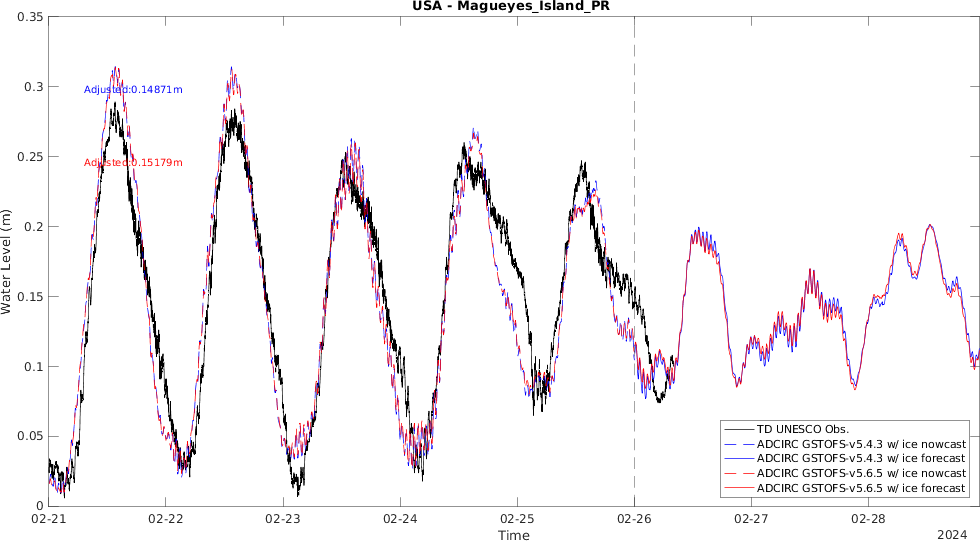 USA - Magueyes_Island_PR
0.35
0.3
0.25
0.2
0.15
0.1
0.05
0
Water Level (m)
Adjusted:0.14871m
Adjusted:0.15179m
TD UNESCO Obs.
ADCIRC GSTOFS-v5.4.3 w/ ice nowcast
ADCIRC GSTOFS-v5.4.3 w/ ice forecast
ADCIRC GSTOFS-v5.6.5 w/ ice nowcast
ADCIRC GSTOFS-v5.6.5 w/ ice forecast
02-21 02-22 02-23 02-24 02-25 02-26 02-27 02-28
Time
2024